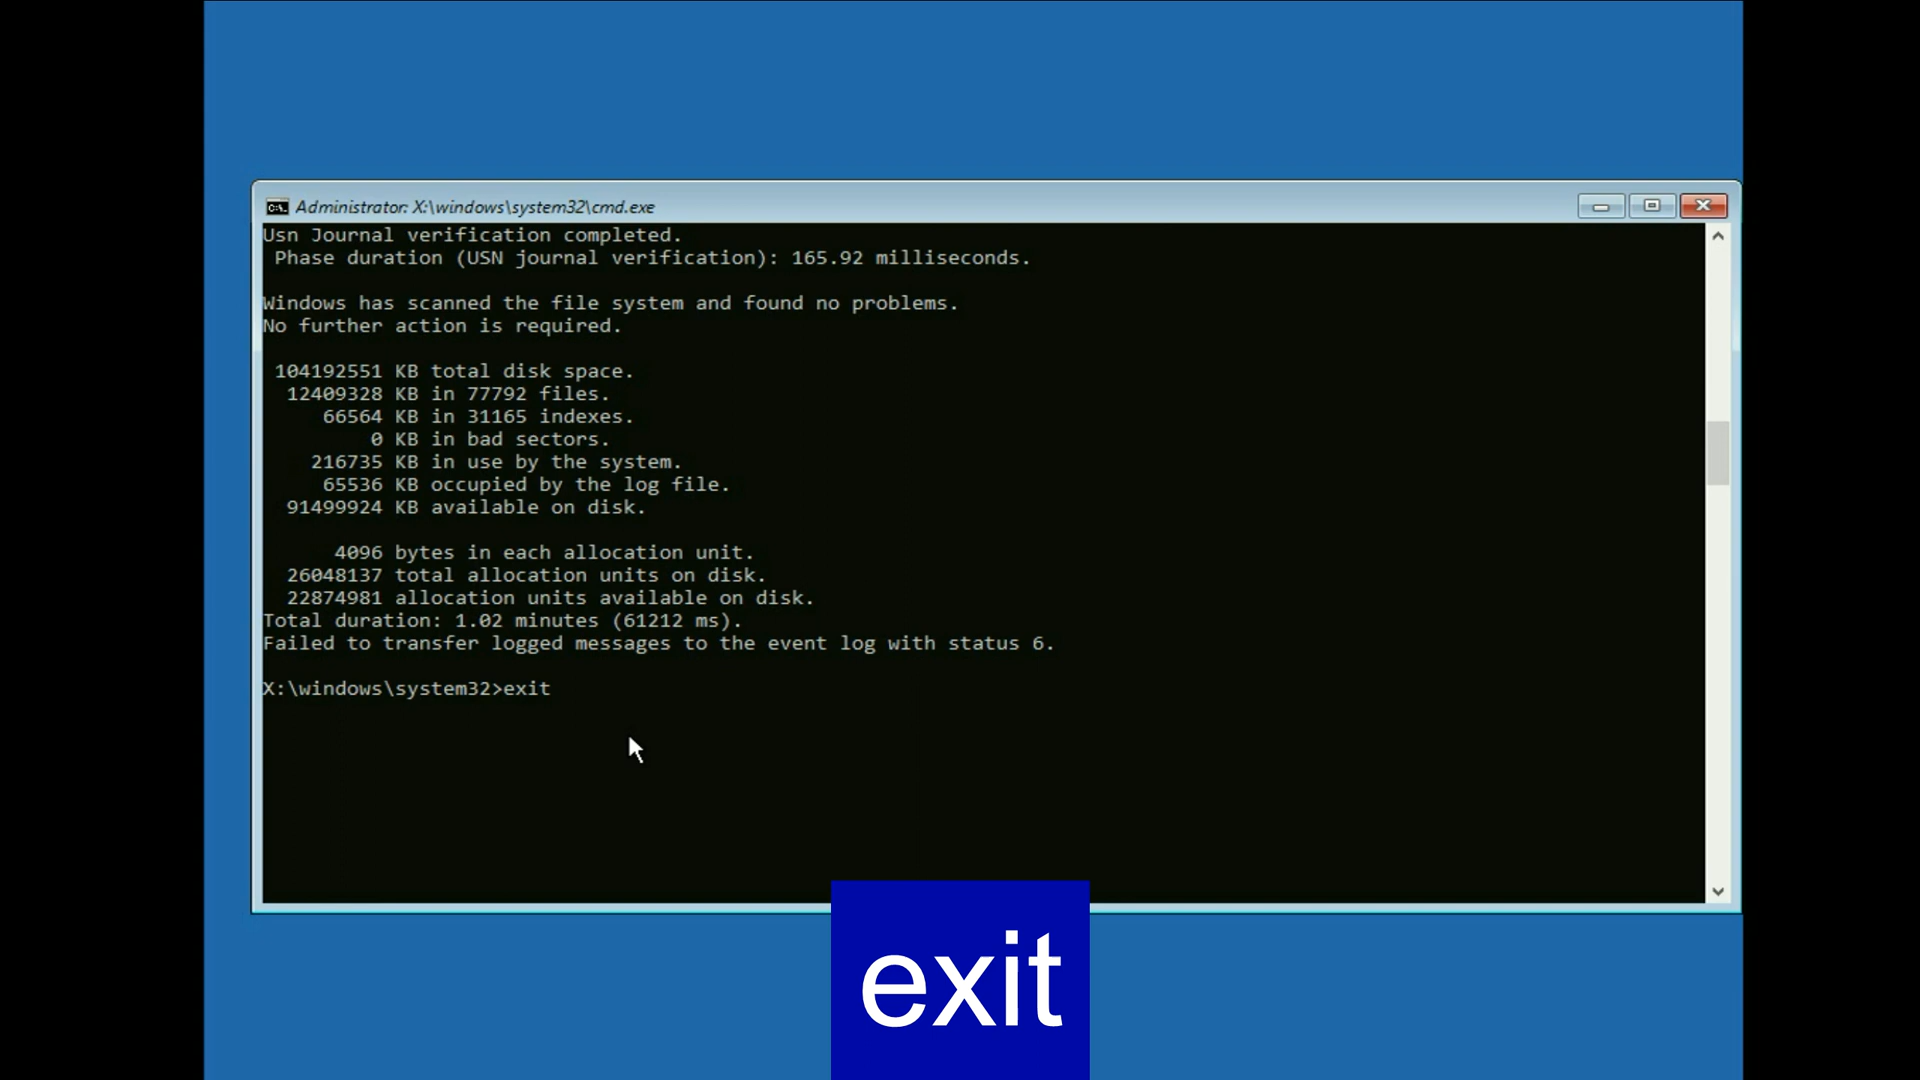 Administrator: X:\windows\system32\cmd.exe
Usn Journal verification completed.
Phase duration (USN journal verification): 165.92 milliseconds.
Windows has scanned the file system and found no problems.
No further action is required.
104192551 KB total disk space.
12409328 KB in 77792 files.
66564 KB in 31165 indexes.
0 KB in bad sectors.
216735 KB in use by the system.
65536 KB occupied by the log file.
91499924 KB available on disk.
4096 bytes in each allocation unit.
26048137 total allocation units on disk.
22874981 allocation units available on disk.
Total duration: 1.02 minutes (61212 ms).
Failed to transfer logged messages to the event log with status 6.
X:\windows\system32>exit
exit